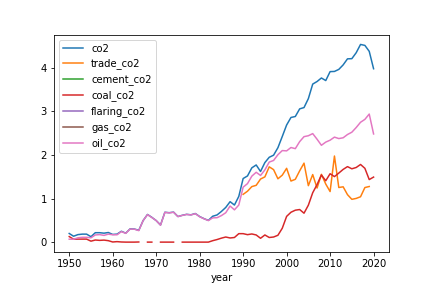 co2
trade_co2
cement_co2
coal_co2
flaring_co2
gas_co2
oil_co2
4
3
2
1
0
1950 1960 1970 1980 1990 2000 2010 2020
year